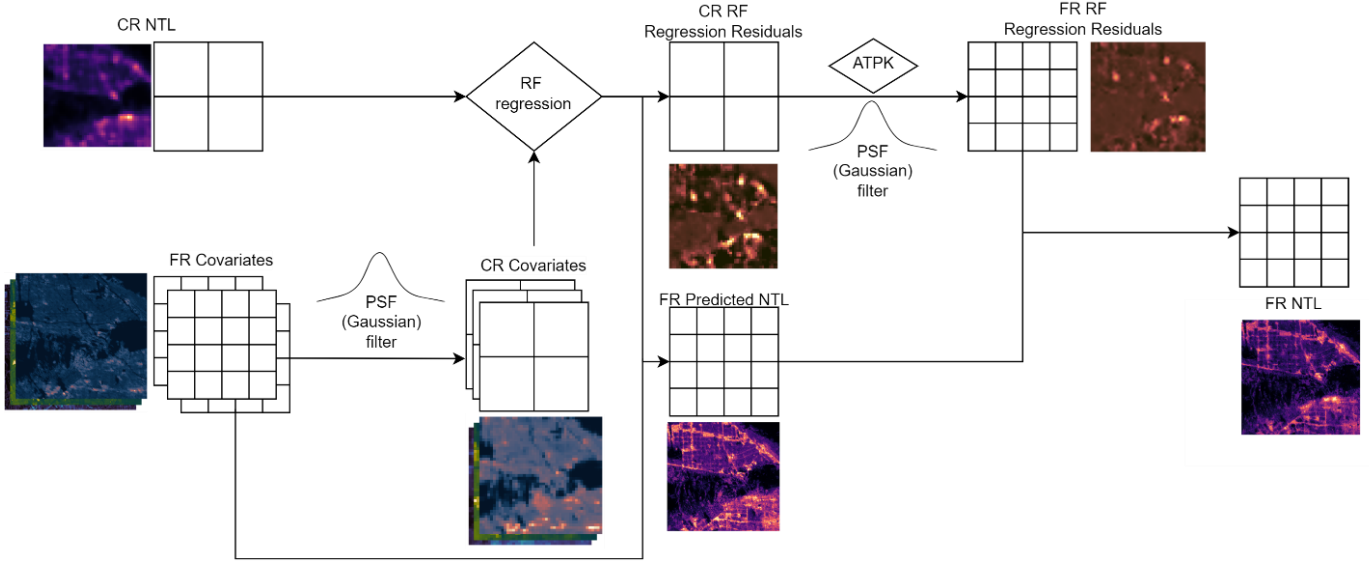 CR NTL
RF
regression
CR RF
Regression Residuals
ATPK
PSF
(Gaussian)
filter
FR RF
Regression Residuals
FR Covariates
PSF
(Gaussian)
filter
CR Covariates
FR Predicted NTL
FR NTL